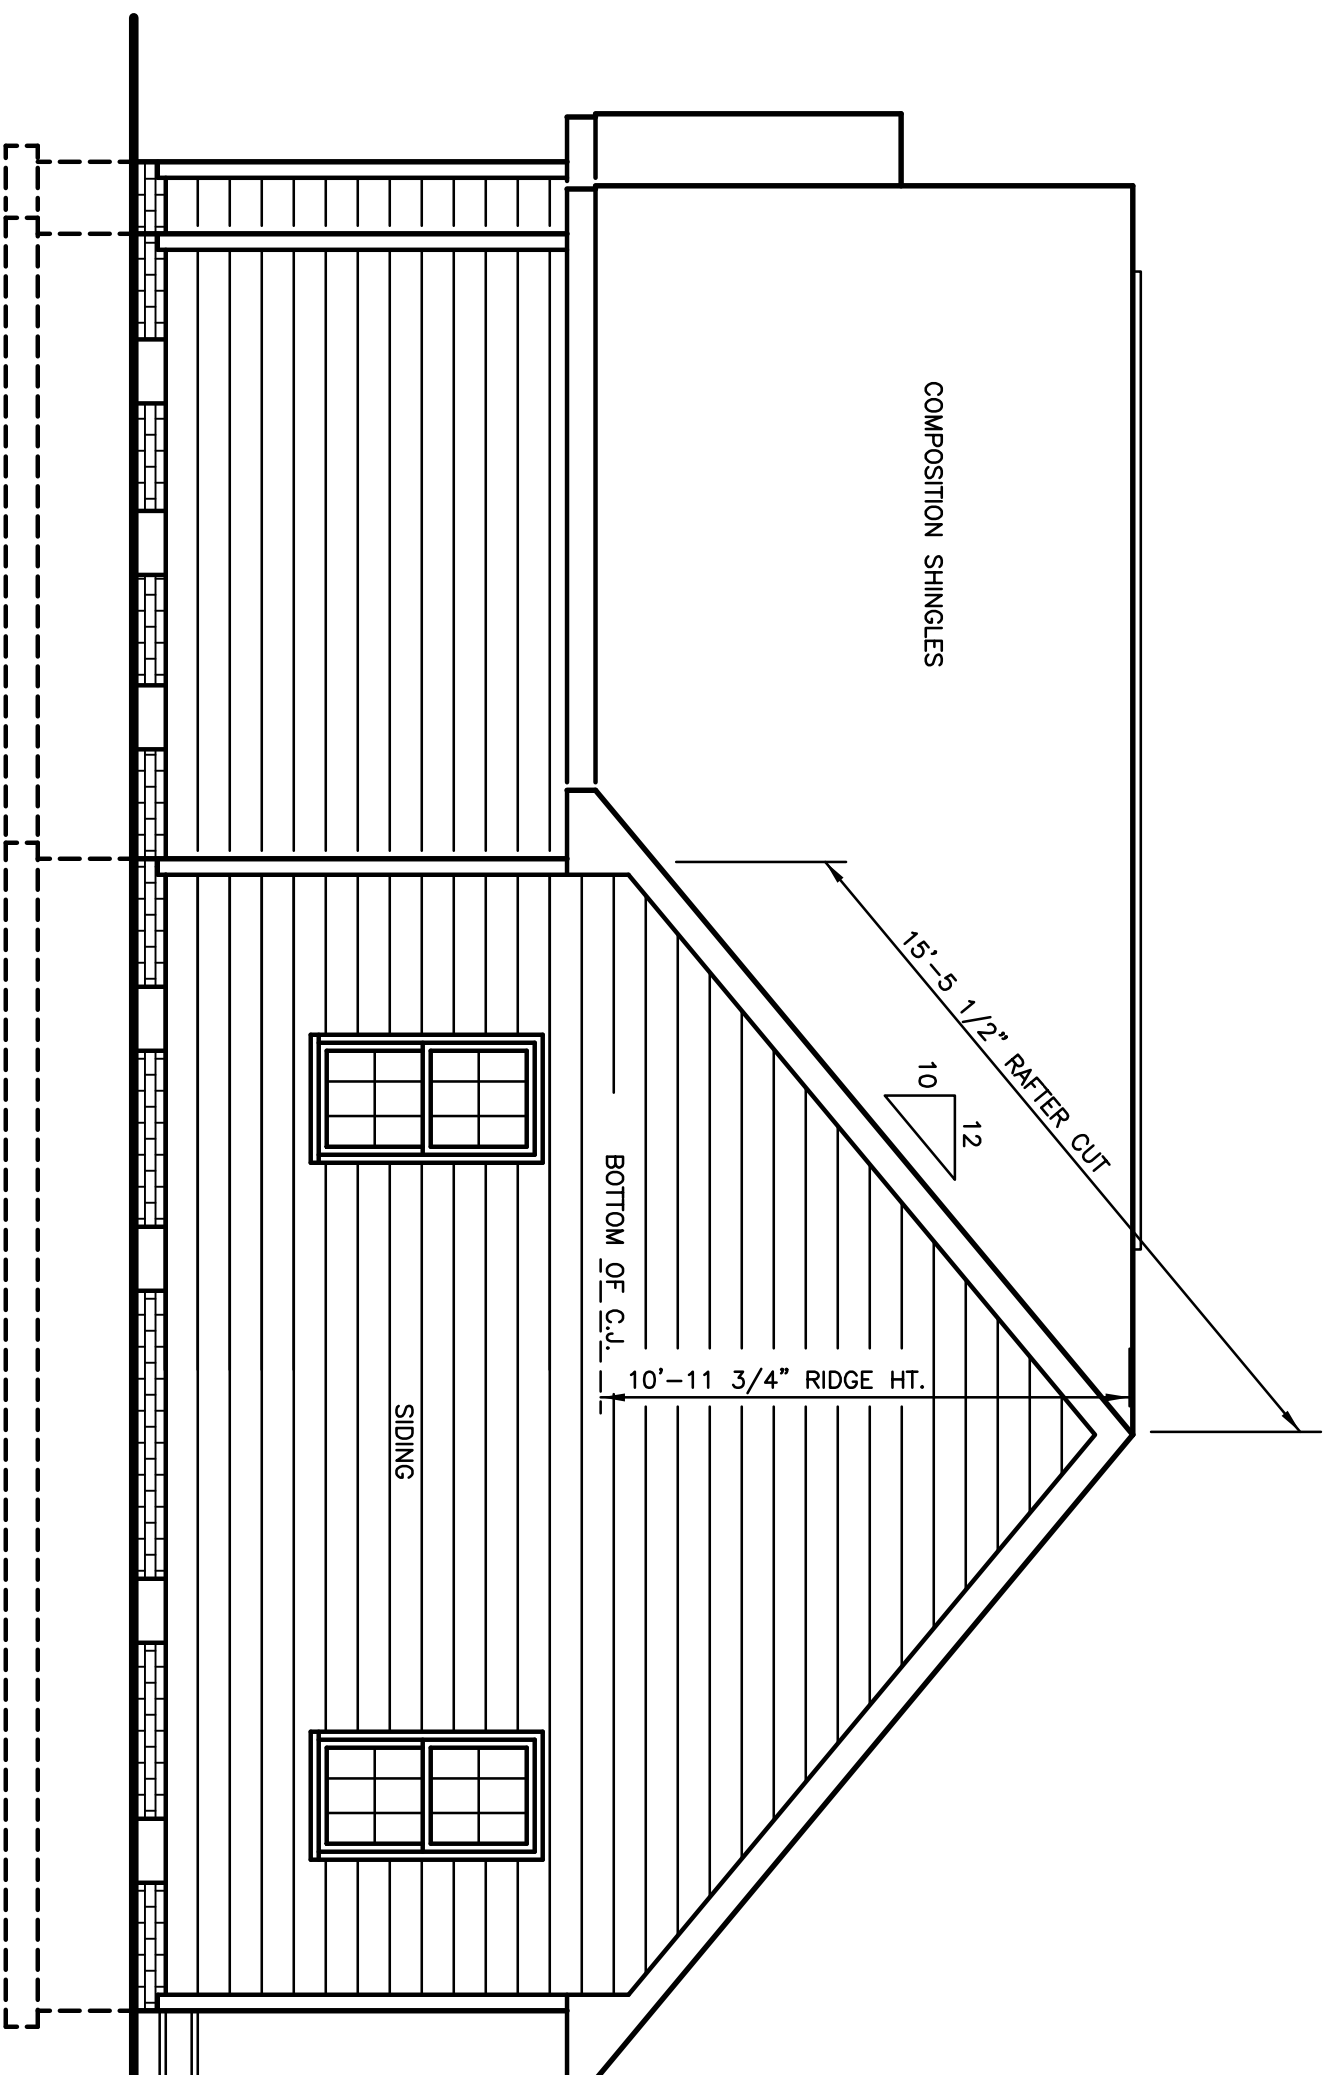 COMPOSITION SHINGLES
15'-5 1/2" RAFTER CUT
12
10
BOTTOM OF C.J.
10'-11 3/4" RIDGE HT.
SIDING